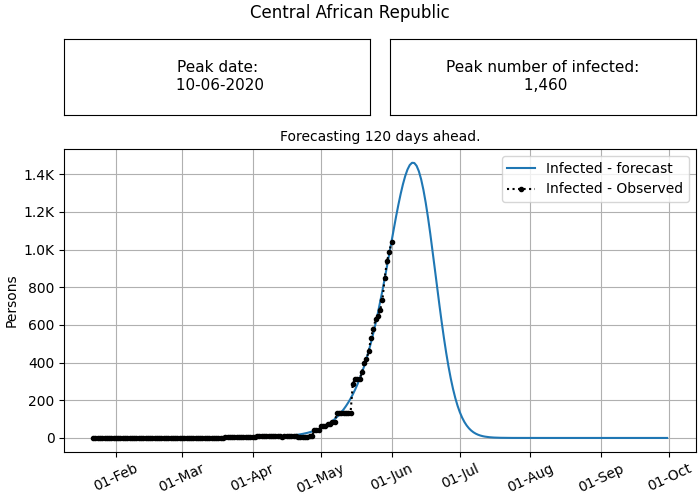 Central African Republic
Peak date:
10-06-2020
Peak number of infected:
1,460
Forecasting 120 days ahead.
Infected - forecast
Infected - Observed
1.4K
1.2K
1.0K
800
600
400
200
0
Persons
01-Feb
01-Mar
01-Apr
01-May
01-Jun
01-Jul
01-Aug
01-Sep
01-Oct